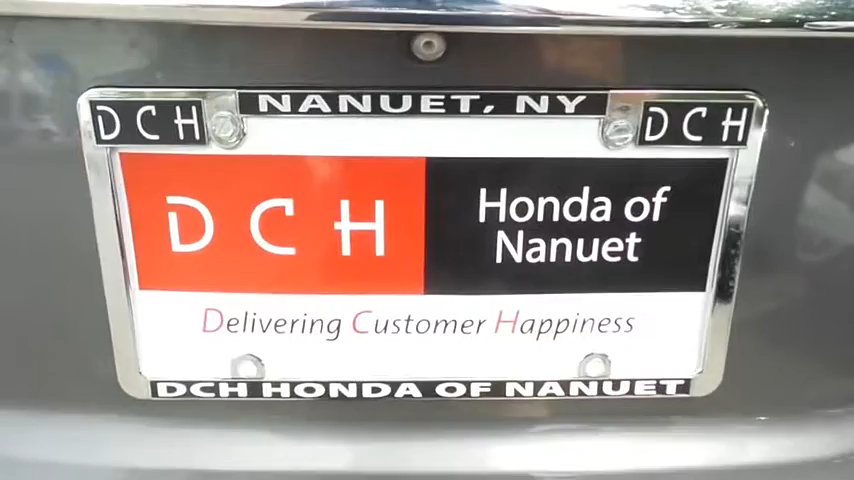 NANUET, NY
DCH
DCH
DCH
Honda of
Nanuet
Delivering Customer Happiness
DCH HONDA OF NANUET